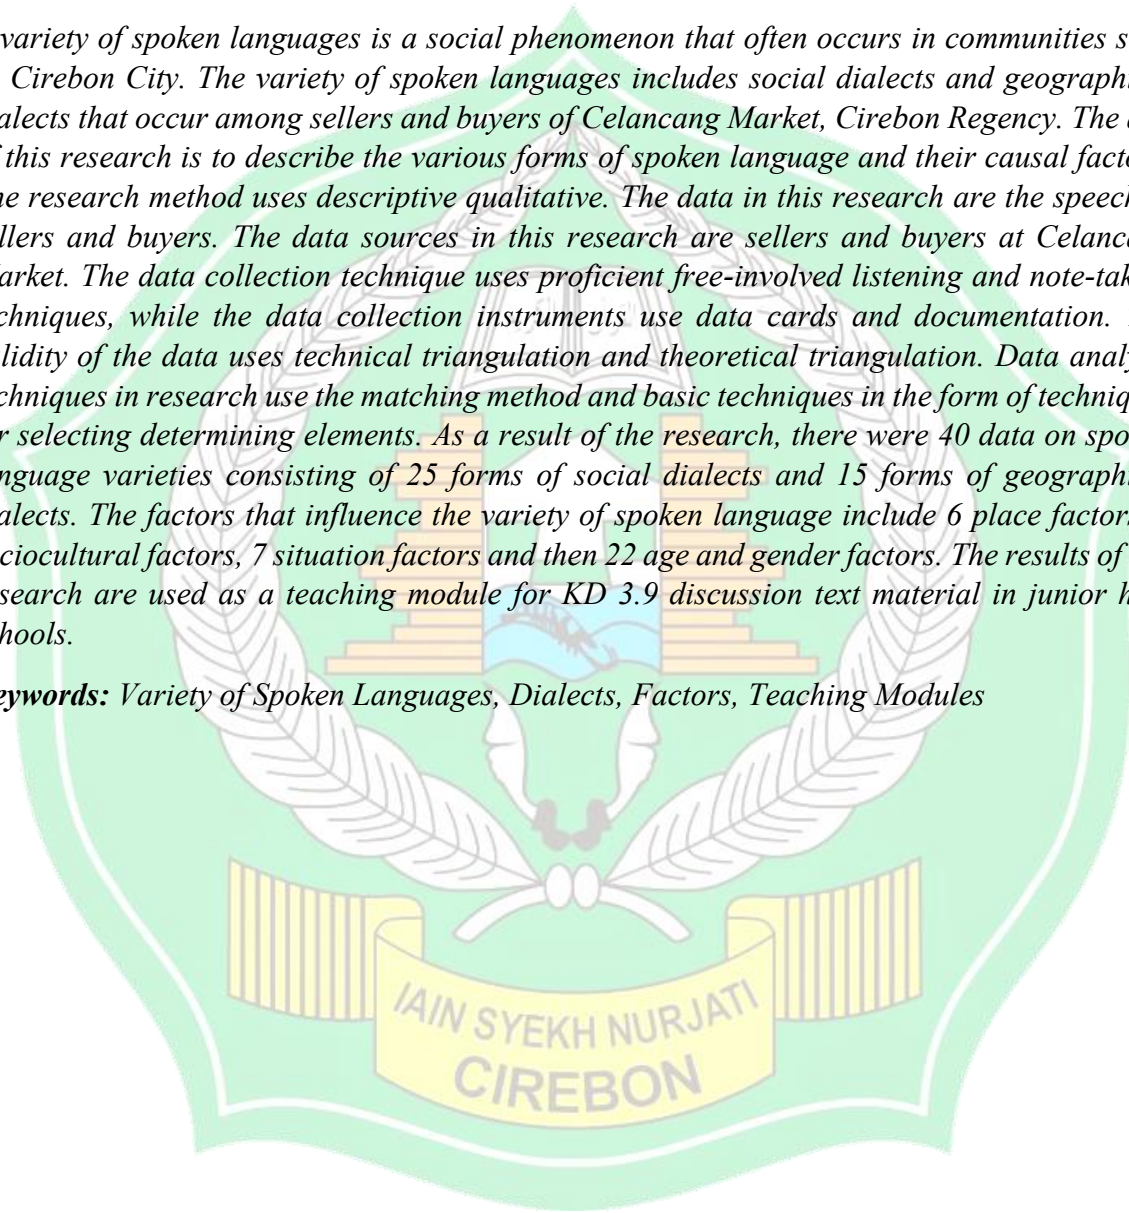 variety of spoken languages is a social phenomenon that often occurs in communities s
Cirebon City. The variety of spoken languages includes social dialects and geographi
alects that occur among sellers and buyers of Celancang Market, Cirebon Regency. The
f this research is to describe the various forms of spoken language and their causal facto
he research method uses descriptive qualitative. The data in this research are the speech
llers and buyers. The data sources in this research are sellers and buyers at Celanca
arket. The data collection technique uses proficient free-involved listening and note-tak
chniques, while the data collection instruments use data cards and documentation.
lidity of the data uses technical triangulation and theoretical triangulation. Data analy
chniques in research use the matching method and basic techniques in the form of techniq
r selecting determining elements. As a result of the research, there were 40 data on spo
nguage varieties consisting of 25 forms of social dialects and 15 forms of geographi
alects. The factors that influence the variety of spoken language include 6 place factors
ciocultural factors, 7 situation factors and then 22 age and gender factors. The results of
search are used as a teaching module for KD 3.9 discussion text material in junior h
hools.
eywords: Variety of Spoken Languages, Dialects, Factors, Teaching Modules
IAIN SYEKH NURJATI
CIREBON